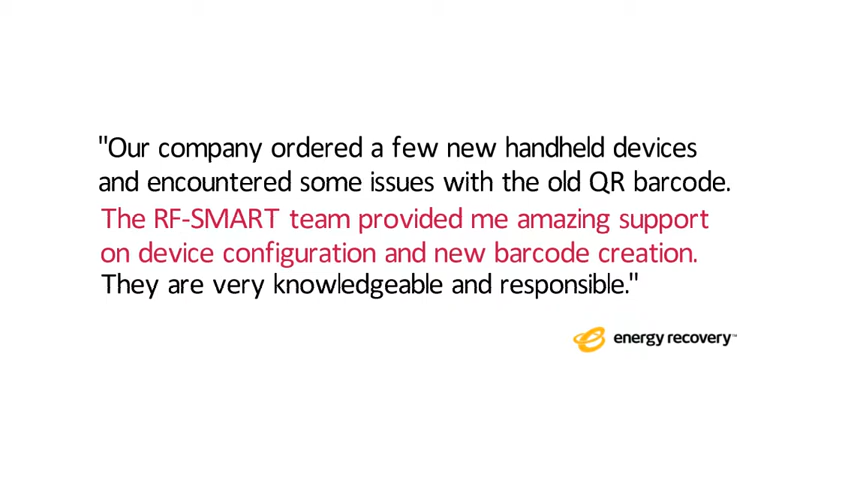 "Our company ordered a few new handheld devices
and encountered some issues with the old QR barcode.
The RF-SMART team provided me amazing support
on device configuration and new barcode creation.
They are very knowledgeable and responsible."
energy recovery™